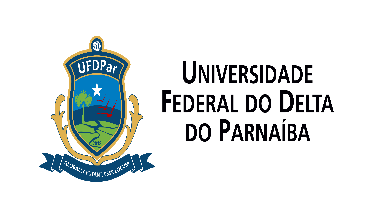 UFDPar
UNIVERSIDADE
FEDERAL DO DELTA
DO PARNAÍBA